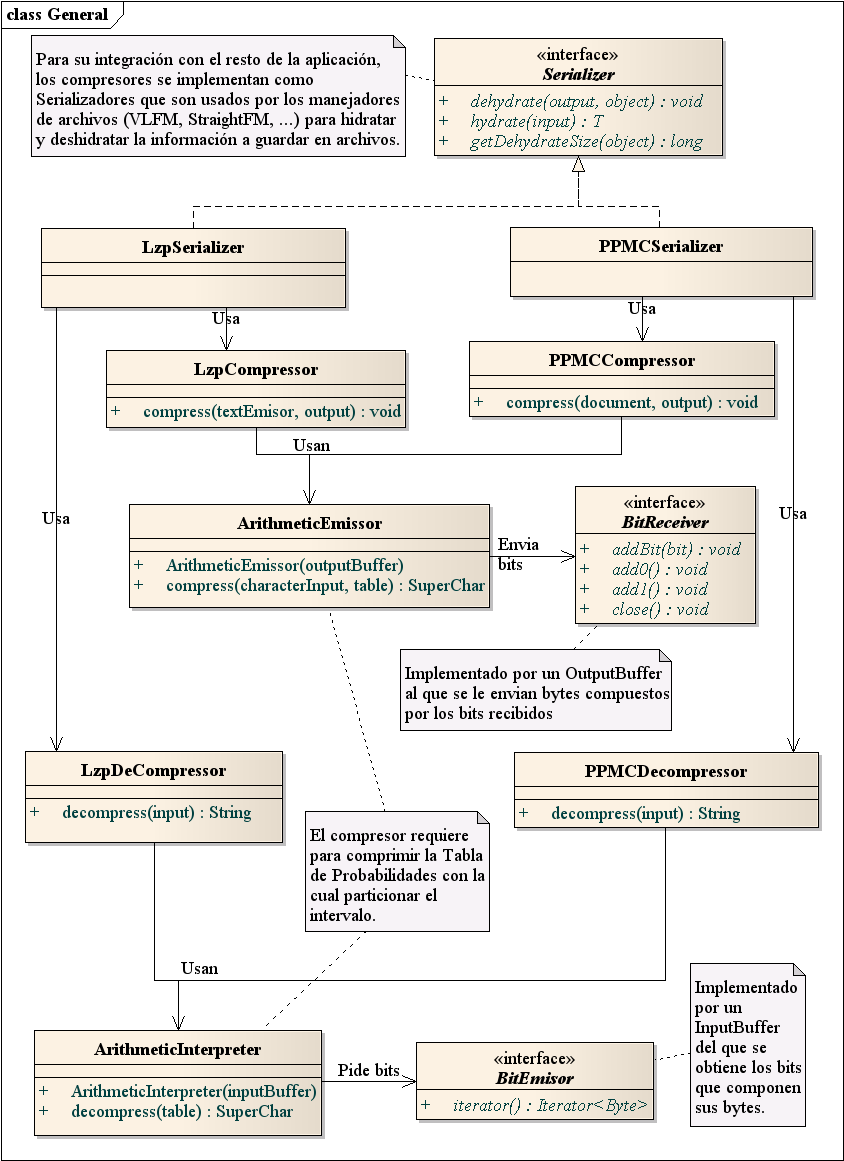 class General
Para su integración con el resto de la aplicación,
los compresores se implementan como
Serializadores que son usados por los manejadores
de archivos (VLFM, StraightFM, ...) para hidratar
y deshidratar la información a guardar en archivos.
«interface»
Serializer
+ dehydrate(output, object) : void
+ hydrate(input) : T
+ getDehydrateSize(object) : long
LzpSerializer
PPMCSerializer
Usa
Usa
LzpCompressor
+ compress(textEmisor, output) : void
PPMCCompressor
+ compress(document, output) : void
Usan
Usa
Usa
ArithmeticEmissor
+ ArithmeticEmissor(outputBuffer)
+ compress(characterInput, table) : SuperChar
Envia
bits
«interface»
BitReceiver
+ addBit(bit) : void
+ add0() : void
+ add1() : void
+ close() : void
Implementado por un OutputBuffer
al que se le envian bytes compuestos
por los bits recibidos
LzpDeCompressor
+ decompress(input) : String
PPMCDecompressor
+ decompress(input) : String
El compresor requiere
para comprimir la Tabla
de Probabilidades con la
cual particionar el
intervalo.
Usan
ArithmeticInterpreter
+ ArithmeticInterpreter(inputBuffer)
+ decompress(table) : SuperChar
Pide bits
«interface»
BitEmisor
+ iterator() : Iterator<Byte>
Implementado
por un
InputBuffer
del que se
obtiene los bits
que componen
sus bytes.